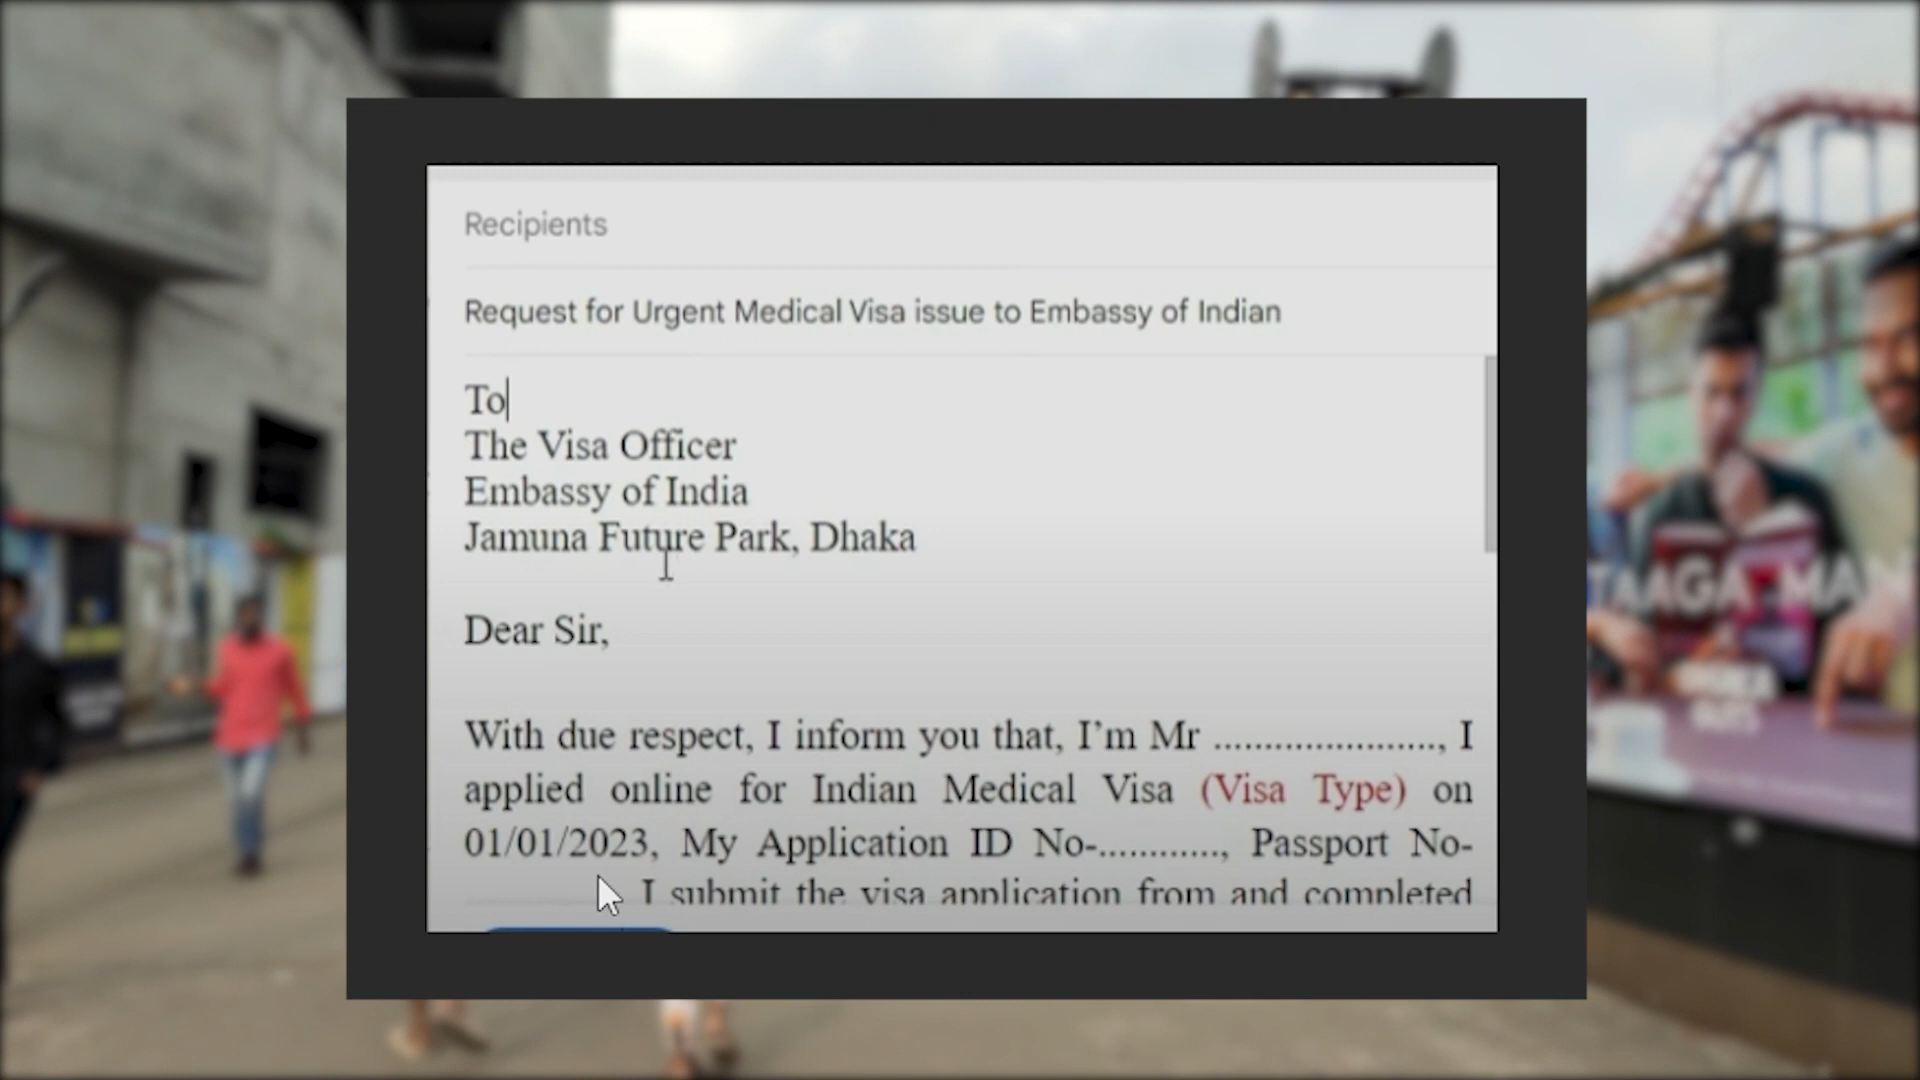 Recipients
Request for Urgent Medical Visa issue to Embassy of Indian
To
The Visa Officer
Embassy of India
Jamuna Future Park, Dhaka
Dear Sir,
With due respect, I inform you that, I’m Mr ......................, I
applied online for Indian Medical Visa (Visa Type) on
01/01/2023, My Application ID No-............, Passport No-
I submit the visa application from and completed
TAAGA MAN